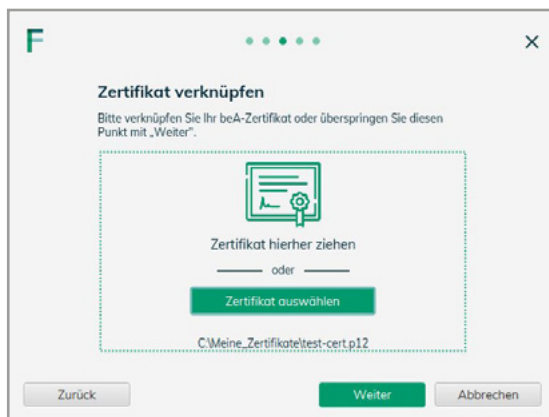 F
Zertifikat verknüpfen
Bitte verknüpfen Sie Ihr beA-Zertifikat oder überspringen Sie diesen
Punkt mit „Weiter".
Zertifikat hierher ziehen
oder
Zertifikat auswählen
C:\Meine_Zertifikate\test-cert.p12
Zurück
Weiter
Abbrechen